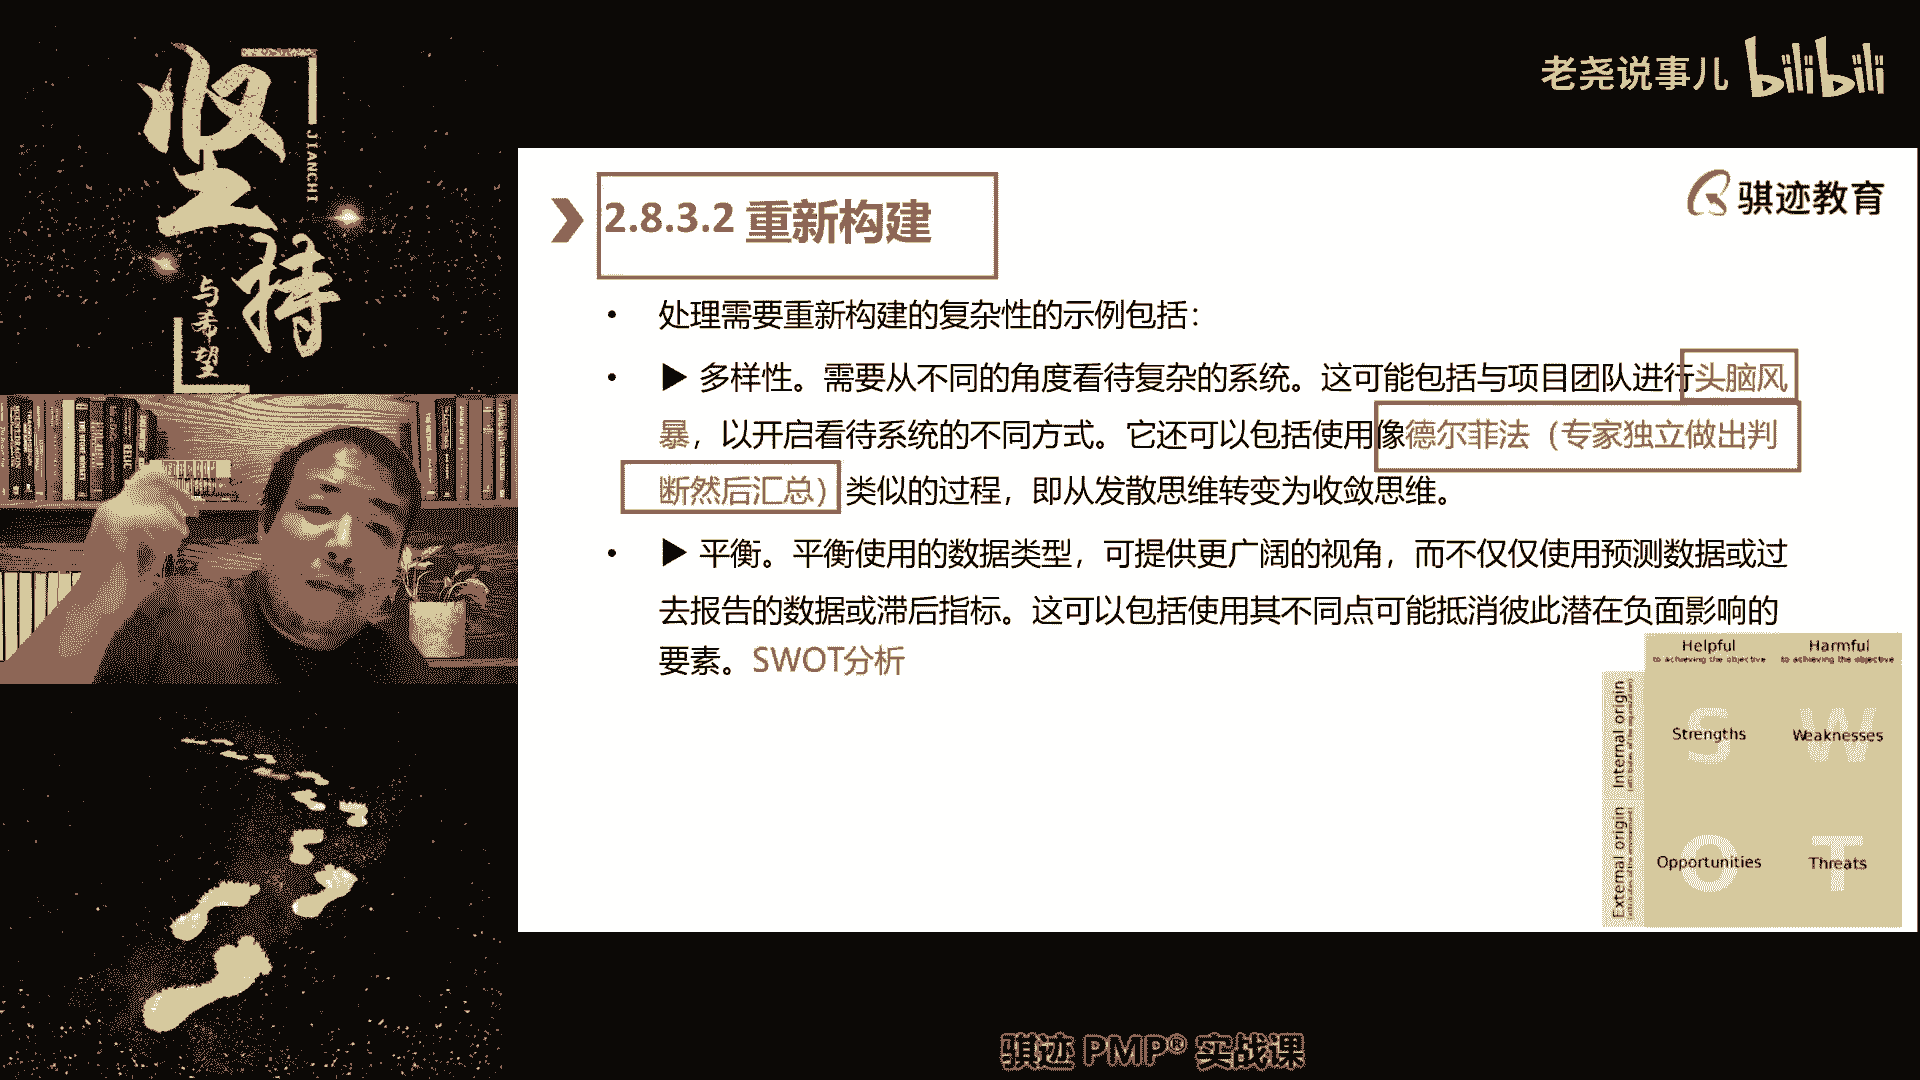 坚持
JIANCHI
与希望
老尧说事儿 bilibili
骐迹教育
2.8.3.2 重新构建
• 处理需要重新构建的复杂性的示例包括：
• ▶ 多样性。需要从不同的角度看待复杂的系统。这可能包括与项目团队进行头脑风
暴，以开启看待系统的不同方式。它还可以包括使用像德尔菲法（专家独立做出判
断然后汇总）类似的过程，即从发散思维转变为收敛思维。
• ▶ 平衡。平衡使用的数据类型，可提供更广阔的视角，而不仅仅使用预测数据或过
去报告的数据或滞后指标。这可以包括使用其不同点可能抵消彼此潜在负面影响的
要素。SWOT分析
Helpful
to achieving the objective
Harmful
to achieving the objective
Internal origin
S
Strengths
W
Weaknesses
External origin
O
Opportunities
T
Threats
骐迹 PMP® 实战课